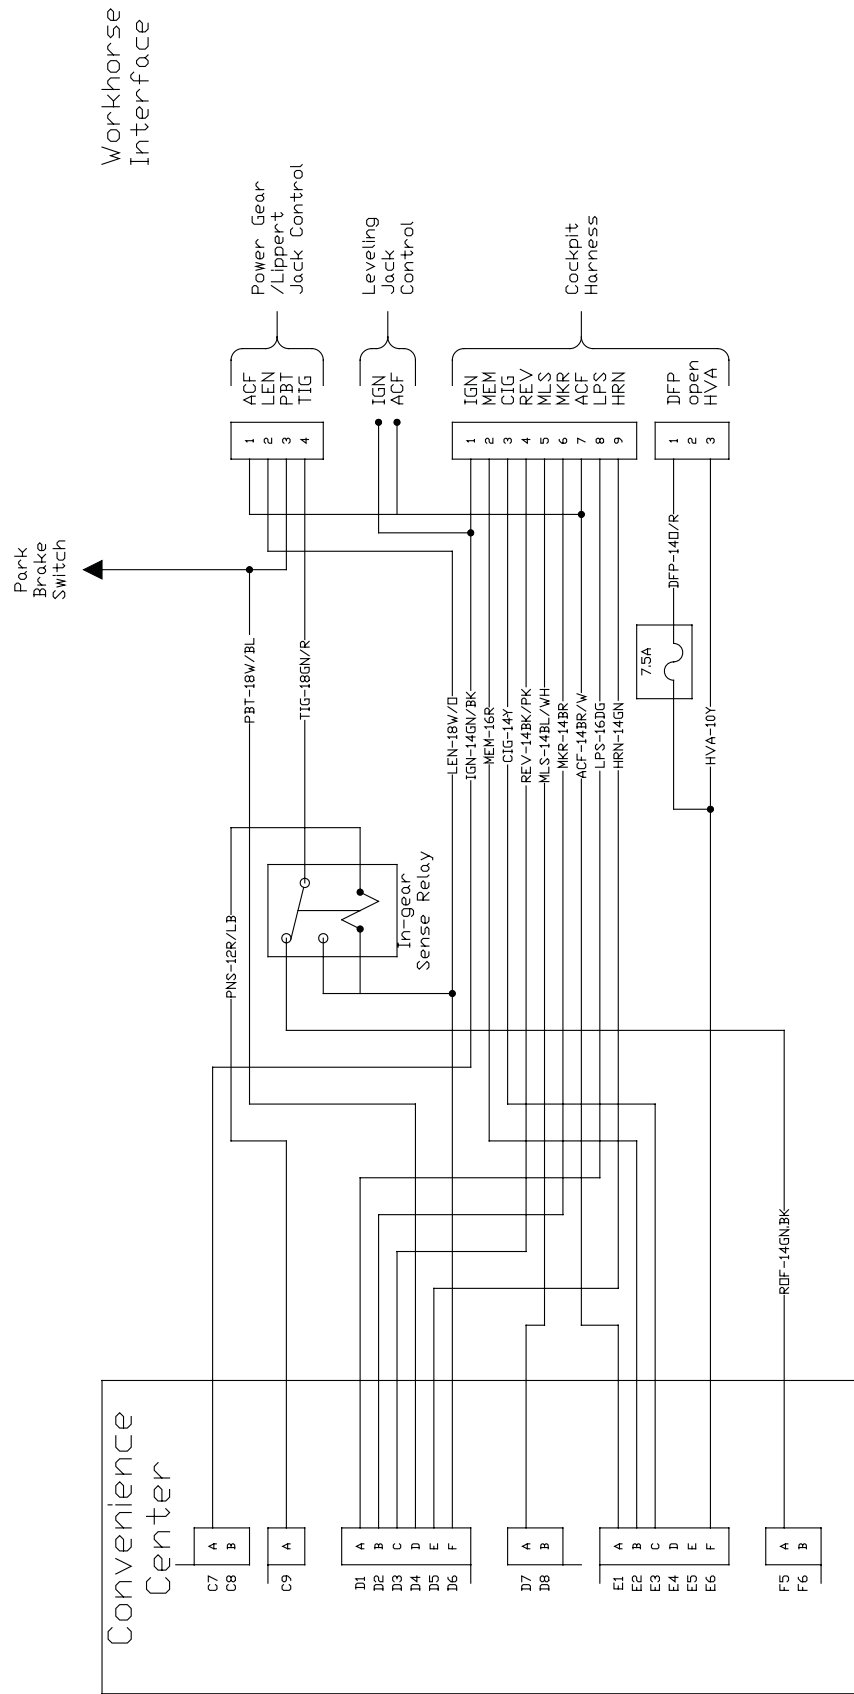 Workhorse
Interface
Park
Brake
Switch
Power Gear
/Lippert
Jack Control
Leveling
Jack
Control
Cockpit
Harness
ACF
LEN
PBT
TIG
IGN
ACF
IGN
MEM
CIG
REV
MLS
MKR
ACF
LPS
HRN
DFP
open
HVA
1
2
3
4
1
2
3
4
5
6
7
8
9
1
2
3
PBT-18W/BL
TIG-18GN/R
LEN-18W/O
IGN-14GN/BK
MEM-16R
CIG-14Y
REV-14BK/PK
MLS-14BL/WH
MKR-14BR
ACF-14BR/W
LPS-16DG
HRN-14GN
DFP-14O/R
7.5A
HVA-10Y
PNS-12R/LB
In-gear
Sense Relay
ROF-14GN.BK
Convenience
Center
A
B
C7
C8
A
C9
A
B
C
D
E
F
D1
D2
D3
D4
D5
D6
A
B
D7
D8
A
B
C
D
E
F
E1
E2
E3
E4
E5
E6
A
B
F5
F6